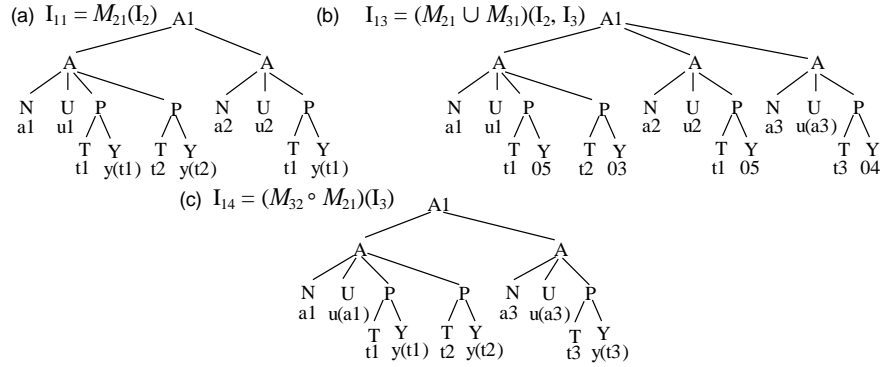 (a) I11 = M21(I2) A1
A A
N U P P N U P
a1 u1 a2 u2
T Y T Y T Y
t1 y(t1) t2 y(t2) t1 y(t1)
(b) I13 = (M21 ∪ M31)(I2, I3) A1
A A A
N U P P N U P N U P
a1 u1 a2 u2 a3 u(a3)
T Y T Y T Y T Y
t1 05 t2 03 t1 05 t3 04
(c) I14 = (M32 ∘ M21)(I3) A1
A A
N U P P N U P
a1 u(a1) a3 u(a3)
T Y T Y T Y
t1 y(t1) t2 y(t2) t3 y(t3)